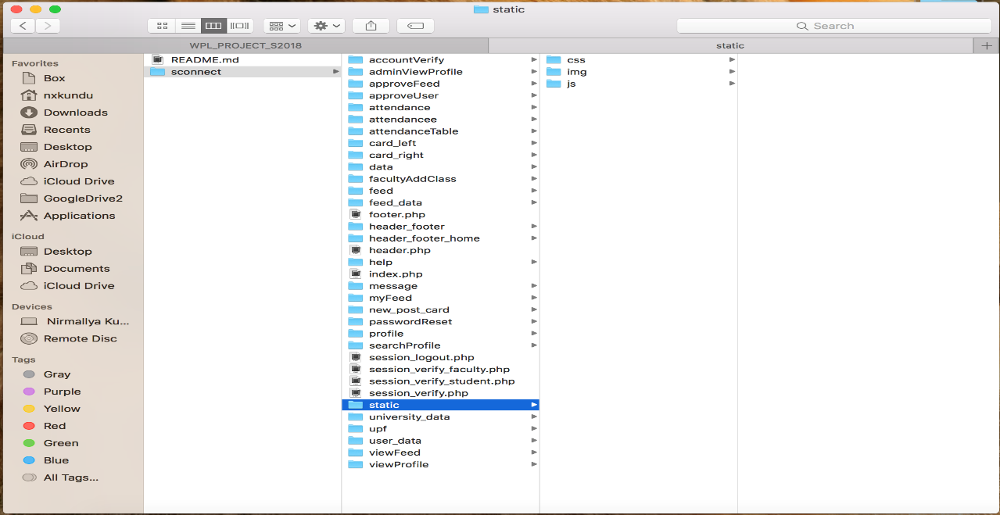 static
Search
WPL_PROJECT_S2018
static
Favorites
Box
nxkundu
Downloads
Recents
Desktop
AirDrop
iCloud Drive
GoogleDrive2
Applications
iCloud
Desktop
Documents
iCloud Drive
Devices
Nirmallya Ku...
Remote Disc
Tags
Gray
Purple
Yellow
Red
Green
Blue
All Tags...
README.md
sconnect
accountVerify
adminViewProfile
approveFeed
approveUser
attendance
attendancee
attendanceTable
card_left
card_right
data
facultyAddClass
feed
feed_data
footer.php
header_footer
header_footer_home
header.php
help
index.php
message
myFeed
new_post_card
passwordReset
profile
searchProfile
session_logout.php
session_verify_faculty.php
session_verify_student.php
session_verify.php
static
university_data
upf
user_data
viewFeed
viewProfile
css
img
js